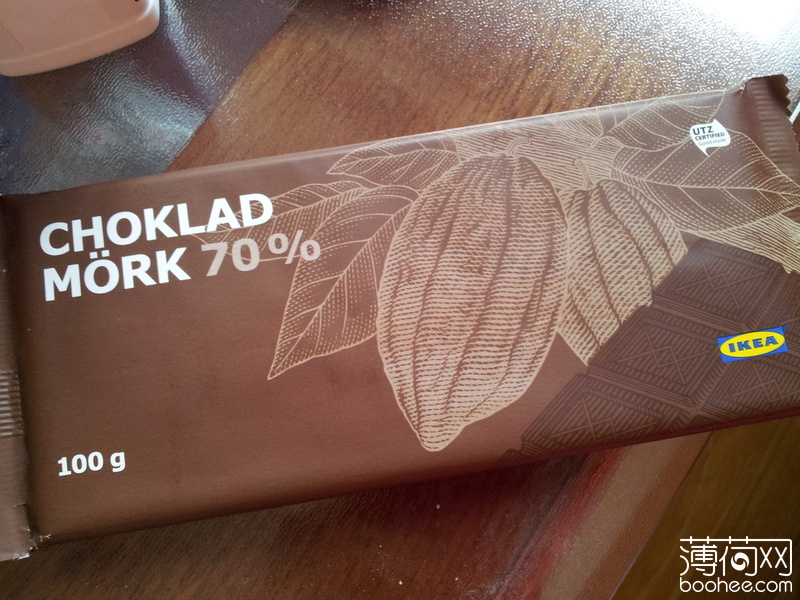 CHOKLAD
MÖRK 70 %
100 g
UTZ
CERTIFIED
IKEA
薄荷网
boohee.com